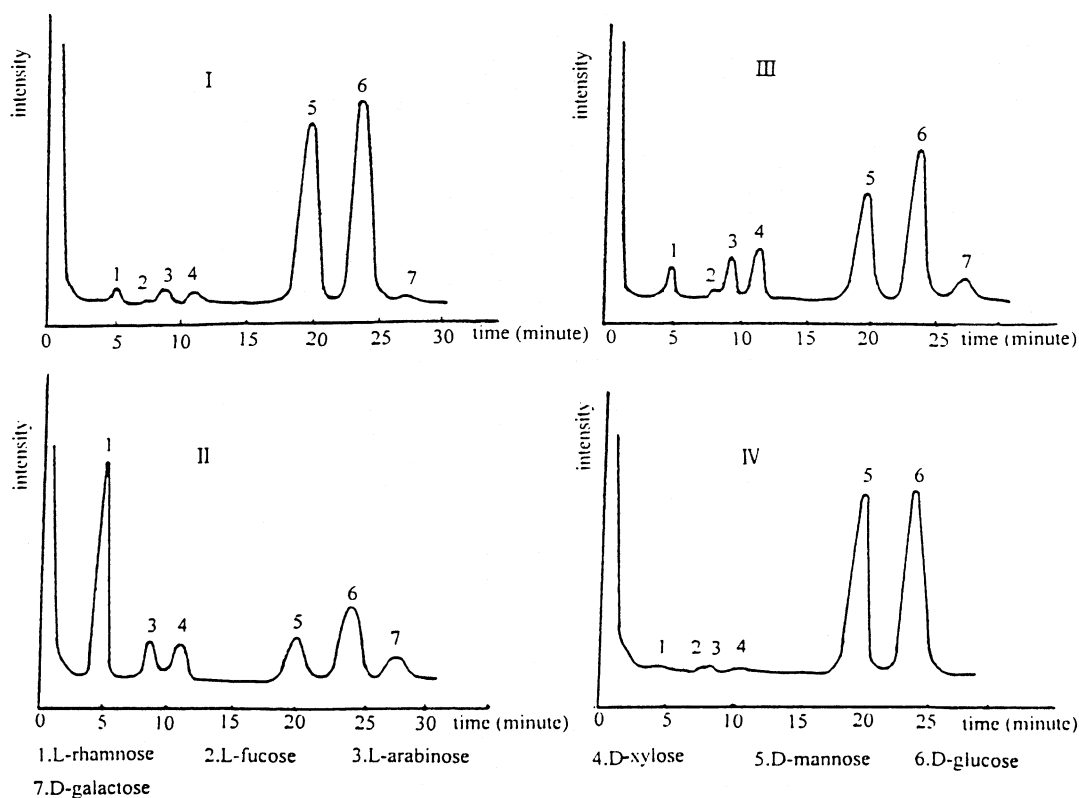 intensity
I
1 2 3 4 5 6 7
0 5 10 15 20 25 30 time (minute)
intensity
III
1 2 3 4 5 6 7
0 5 10 15 20 25 time (minute)
intensity
II
1 3 4 5 6 7
0 5 10 15 20 25 30 time (minute)
intensity
IV
1 2 3 4 5 6
0 5 10 15 20 25 time (minute)
1.L-rhamnose 2.L-fucose 3.L-arabinose 4.D-xylose 5.D-mannose 6.D-glucose
7.D-galactose